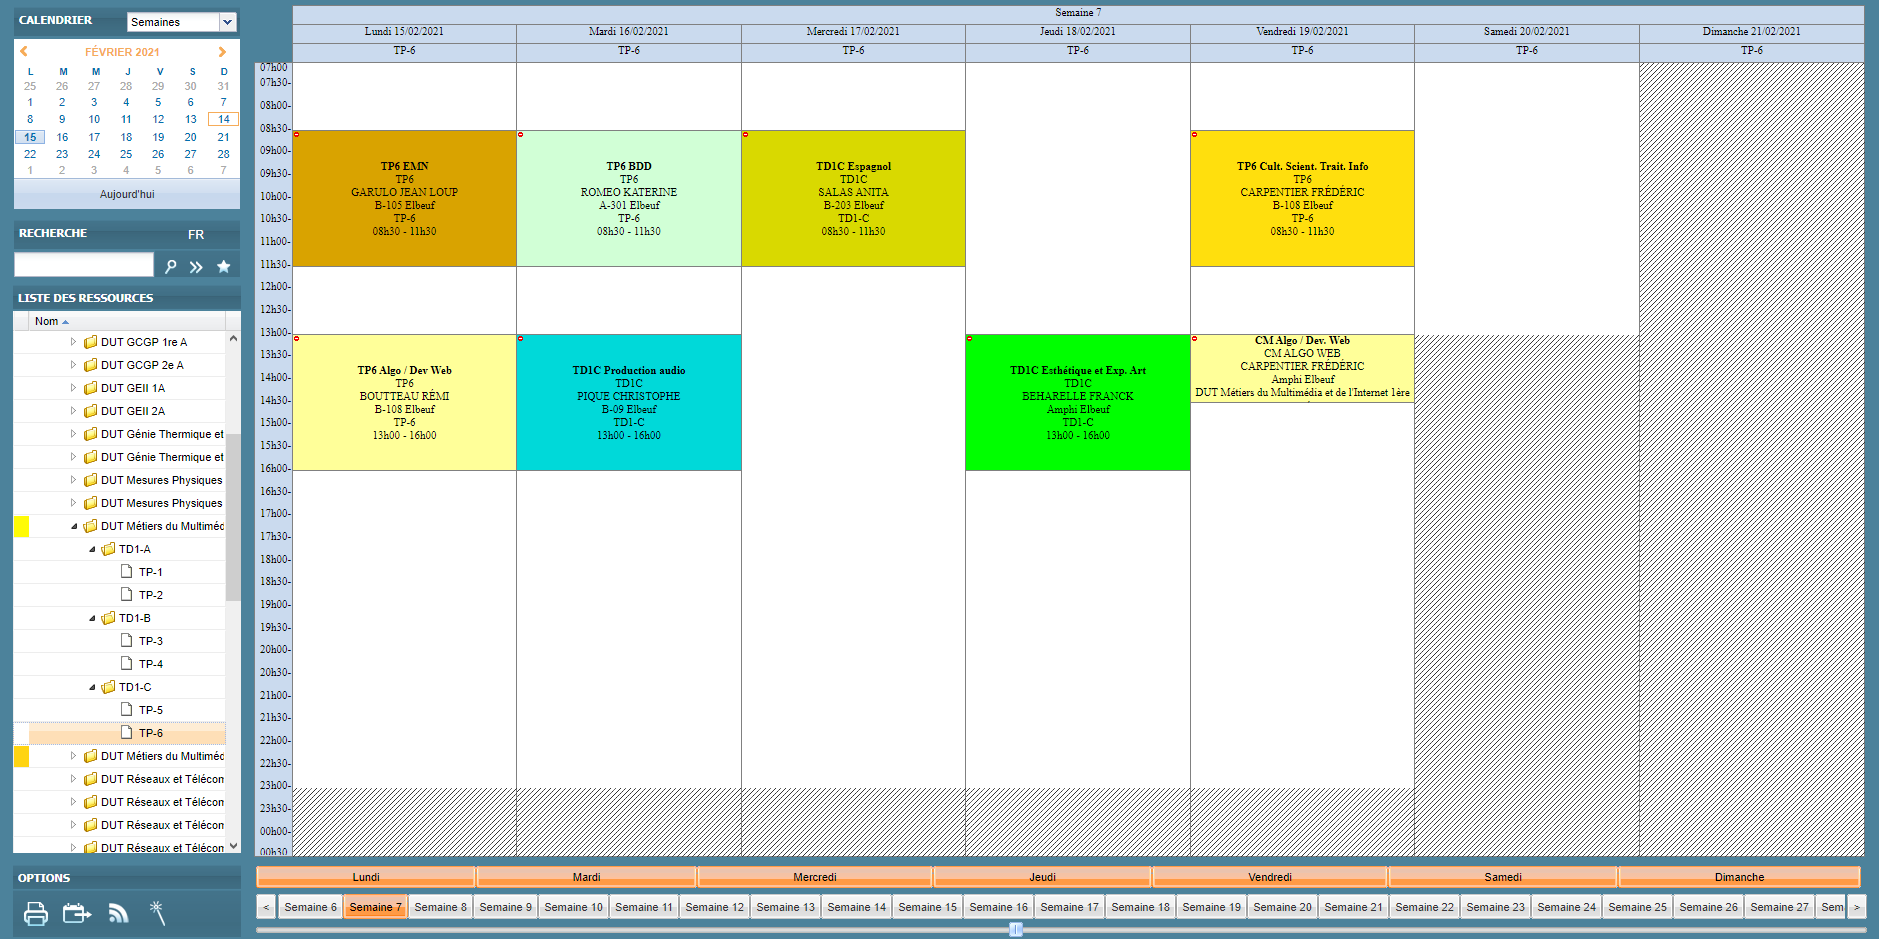 CALENDRIER
Semaines
FÉVRIER 2021
L M M J V S D
25 26 27 28 29 30 31
1 2 3 4 5 6 7
8 9 10 11 12 13 14
15 16 17 18 19 20 21
22 23 24 25 26 27 28
1 2 3 4 5 6 7
Aujourd'hui
RECHERCHE FR
LISTE DES RESSOURCES
Nom
DUT GCGP 1re A
DUT GCGP 2e A
DUT GEII 1A
DUT GEII 2A
DUT Génie Thermique et
DUT Génie Thermique et
DUT Mesures Physiques
DUT Mesures Physiques
DUT Métiers du Multiméd
TD1-A
TP-1
TP-2
TD1-B
TP-3
TP-4
TD1-C
TP-5
TP-6
DUT Métiers du Multiméd
DUT Réseaux et Télécom
DUT Réseaux et Télécom
DUT Réseaux et Télécom
DUT Réseaux et Télécom
OPTIONS
Semaine 7
Lundi 15/02/2021 Mardi 16/02/2021 Mercredi 17/02/2021 Jeudi 18/02/2021 Vendredi 19/02/2021 Samedi 20/02/2021 Dimanche 21/02/2021
TP-6 TP-6 TP-6 TP-6 TP-6 TP-6 TP-6
07h00
07h30-
08h00-
08h30-
09h00-
09h30-
10h00-
10h30-
11h00-
11h30-
12h00-
12h30-
13h00-
13h30-
14h00-
14h30-
15h00-
15h30-
16h00-
16h30-
17h00-
17h30-
18h00-
18h30-
19h00-
19h30-
20h00-
20h30-
21h00-
21h30-
22h00-
22h30-
23h00-
23h30-
00h00-
00h30
TP6 EMN
TP6
GARULO JEAN LOUP
B-105 Elbeuf
TP-6
08h30 - 11h30
TP6 BDD
TP6
ROMEO KATERINE
A-301 Elbeuf
TP-6
08h30 - 11h30
TD1C Espagnol
TD1C
SALAS ANITA
B-203 Elbeuf
TD1-C
08h30 - 11h30
TP6 Cult. Scient. Trait. Info
TP6
CARPENTIER FRÉDÉRIC
B-108 Elbeuf
TP-6
08h30 - 11h30
TP6 Algo / Dev Web
TP6
BOUTTEAU RÉMI
B-108 Elbeuf
TP-6
13h00 - 16h00
TD1C Production audio
TD1C
PIQUE CHRISTOPHE
B-09 Elbeuf
TD1-C
13h00 - 16h00
TD1C Esthétique et Exp. Art
TD1C
BEHARELLE FRANCK
Amphi Elbeuf
TD1-C
13h00 - 16h00
CM Algo / Dev. Web
CM ALGO WEB
CARPENTIER FRÉDÉRIC
Amphi Elbeuf
DUT Métiers du Multimédia et de l'Internet 1ère
Lundi Mardi Mercredi Jeudi Vendredi Samedi Dimanche
< Semaine 6 Semaine 7 Semaine 8 Semaine 9 Semaine 10 Semaine 11 Semaine 12 Semaine 13 Semaine 14 Semaine 15 Semaine 16 Semaine 17 Semaine 18 Semaine 19 Semaine 20 Semaine 21 Semaine 22 Semaine 23 Semaine 24 Semaine 25 Semaine 26 Semaine 27 Sem >